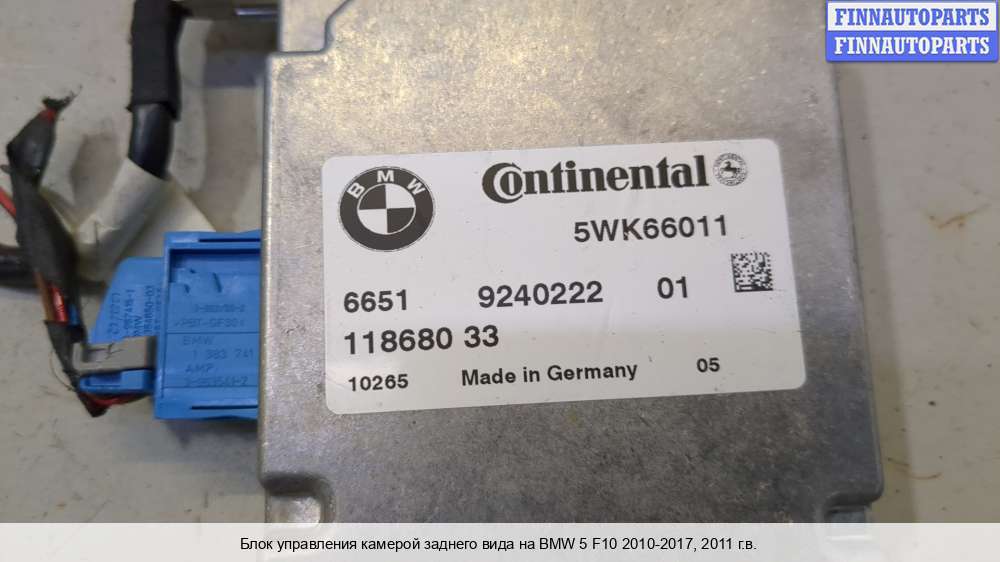 FINNAUTOPARTS
FINNAUTOPARTS
BMW
Continental
5WK66011
6651 9240222 01
118680 33
10265 Made in Germany 05
BMW
1 383 741
AMP
Блок управления камерой заднего вида на BMW 5 F10 2010-2017, 2011 г.в.